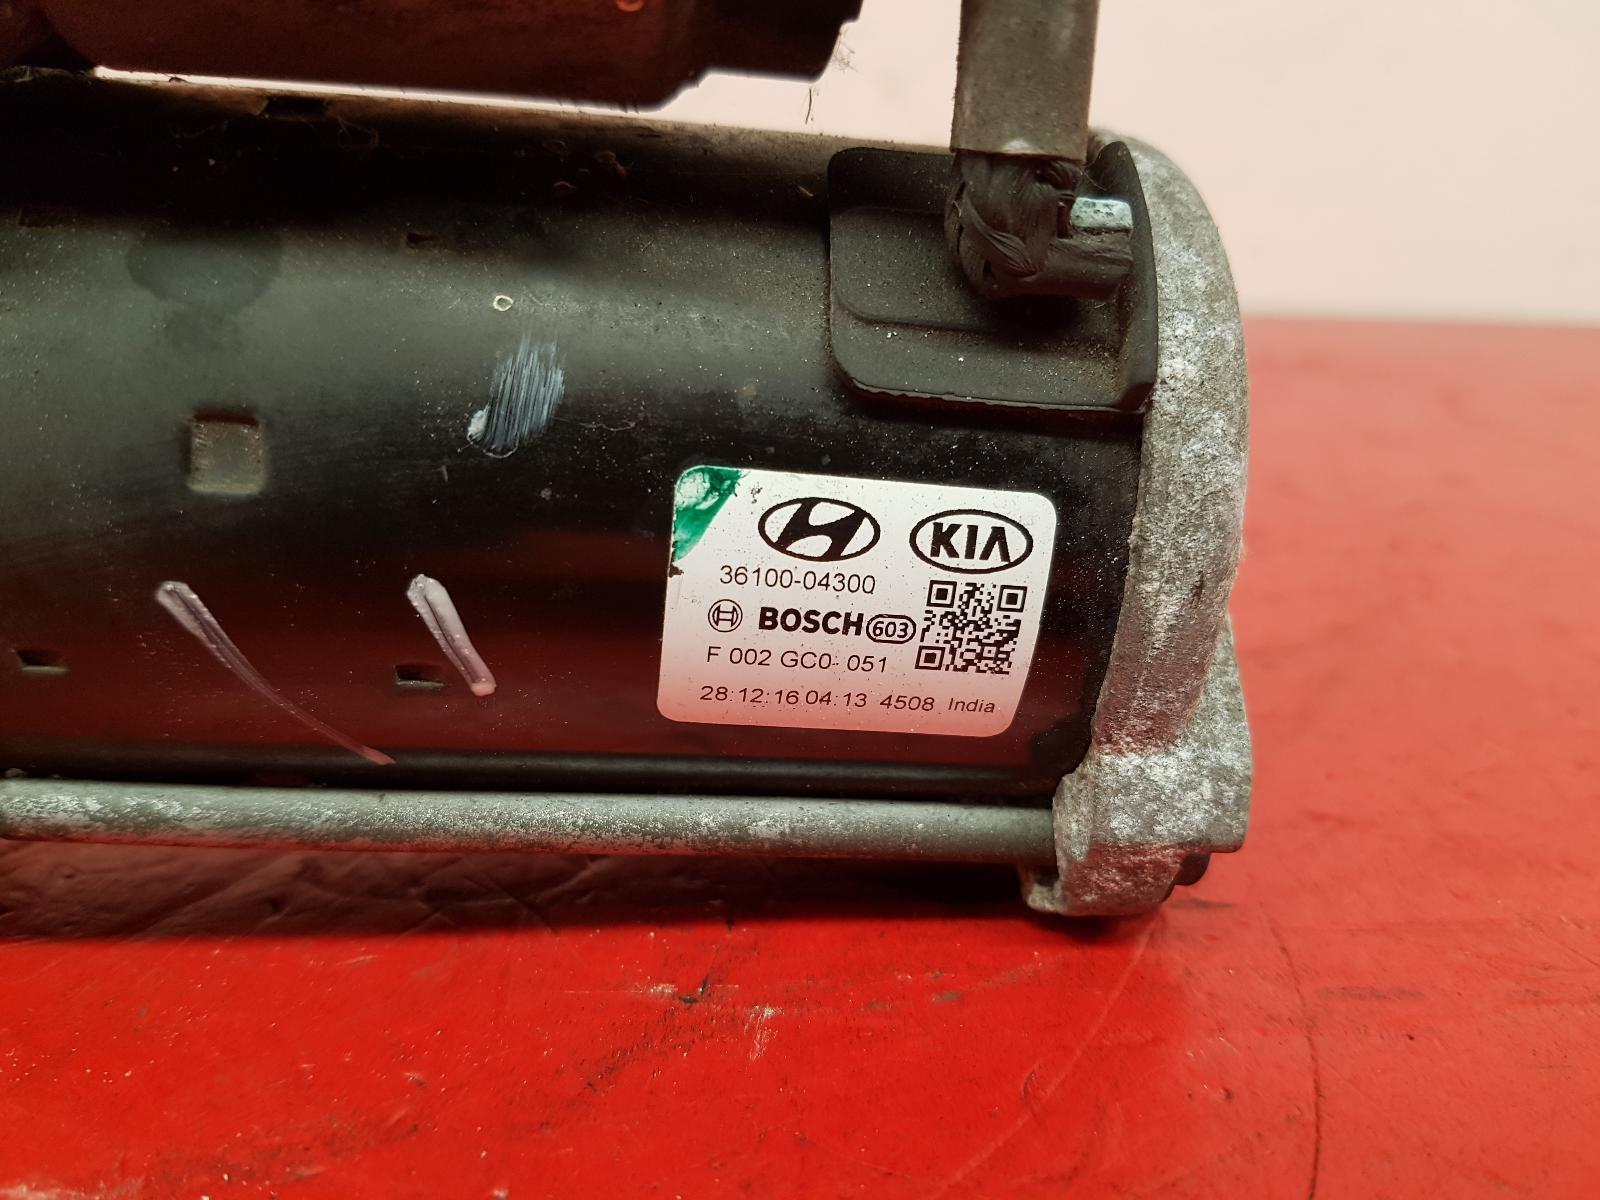 KIA
36100-04300
BOSCH 603
F 002 GC0 051
28:12:16 04:13 4508 India